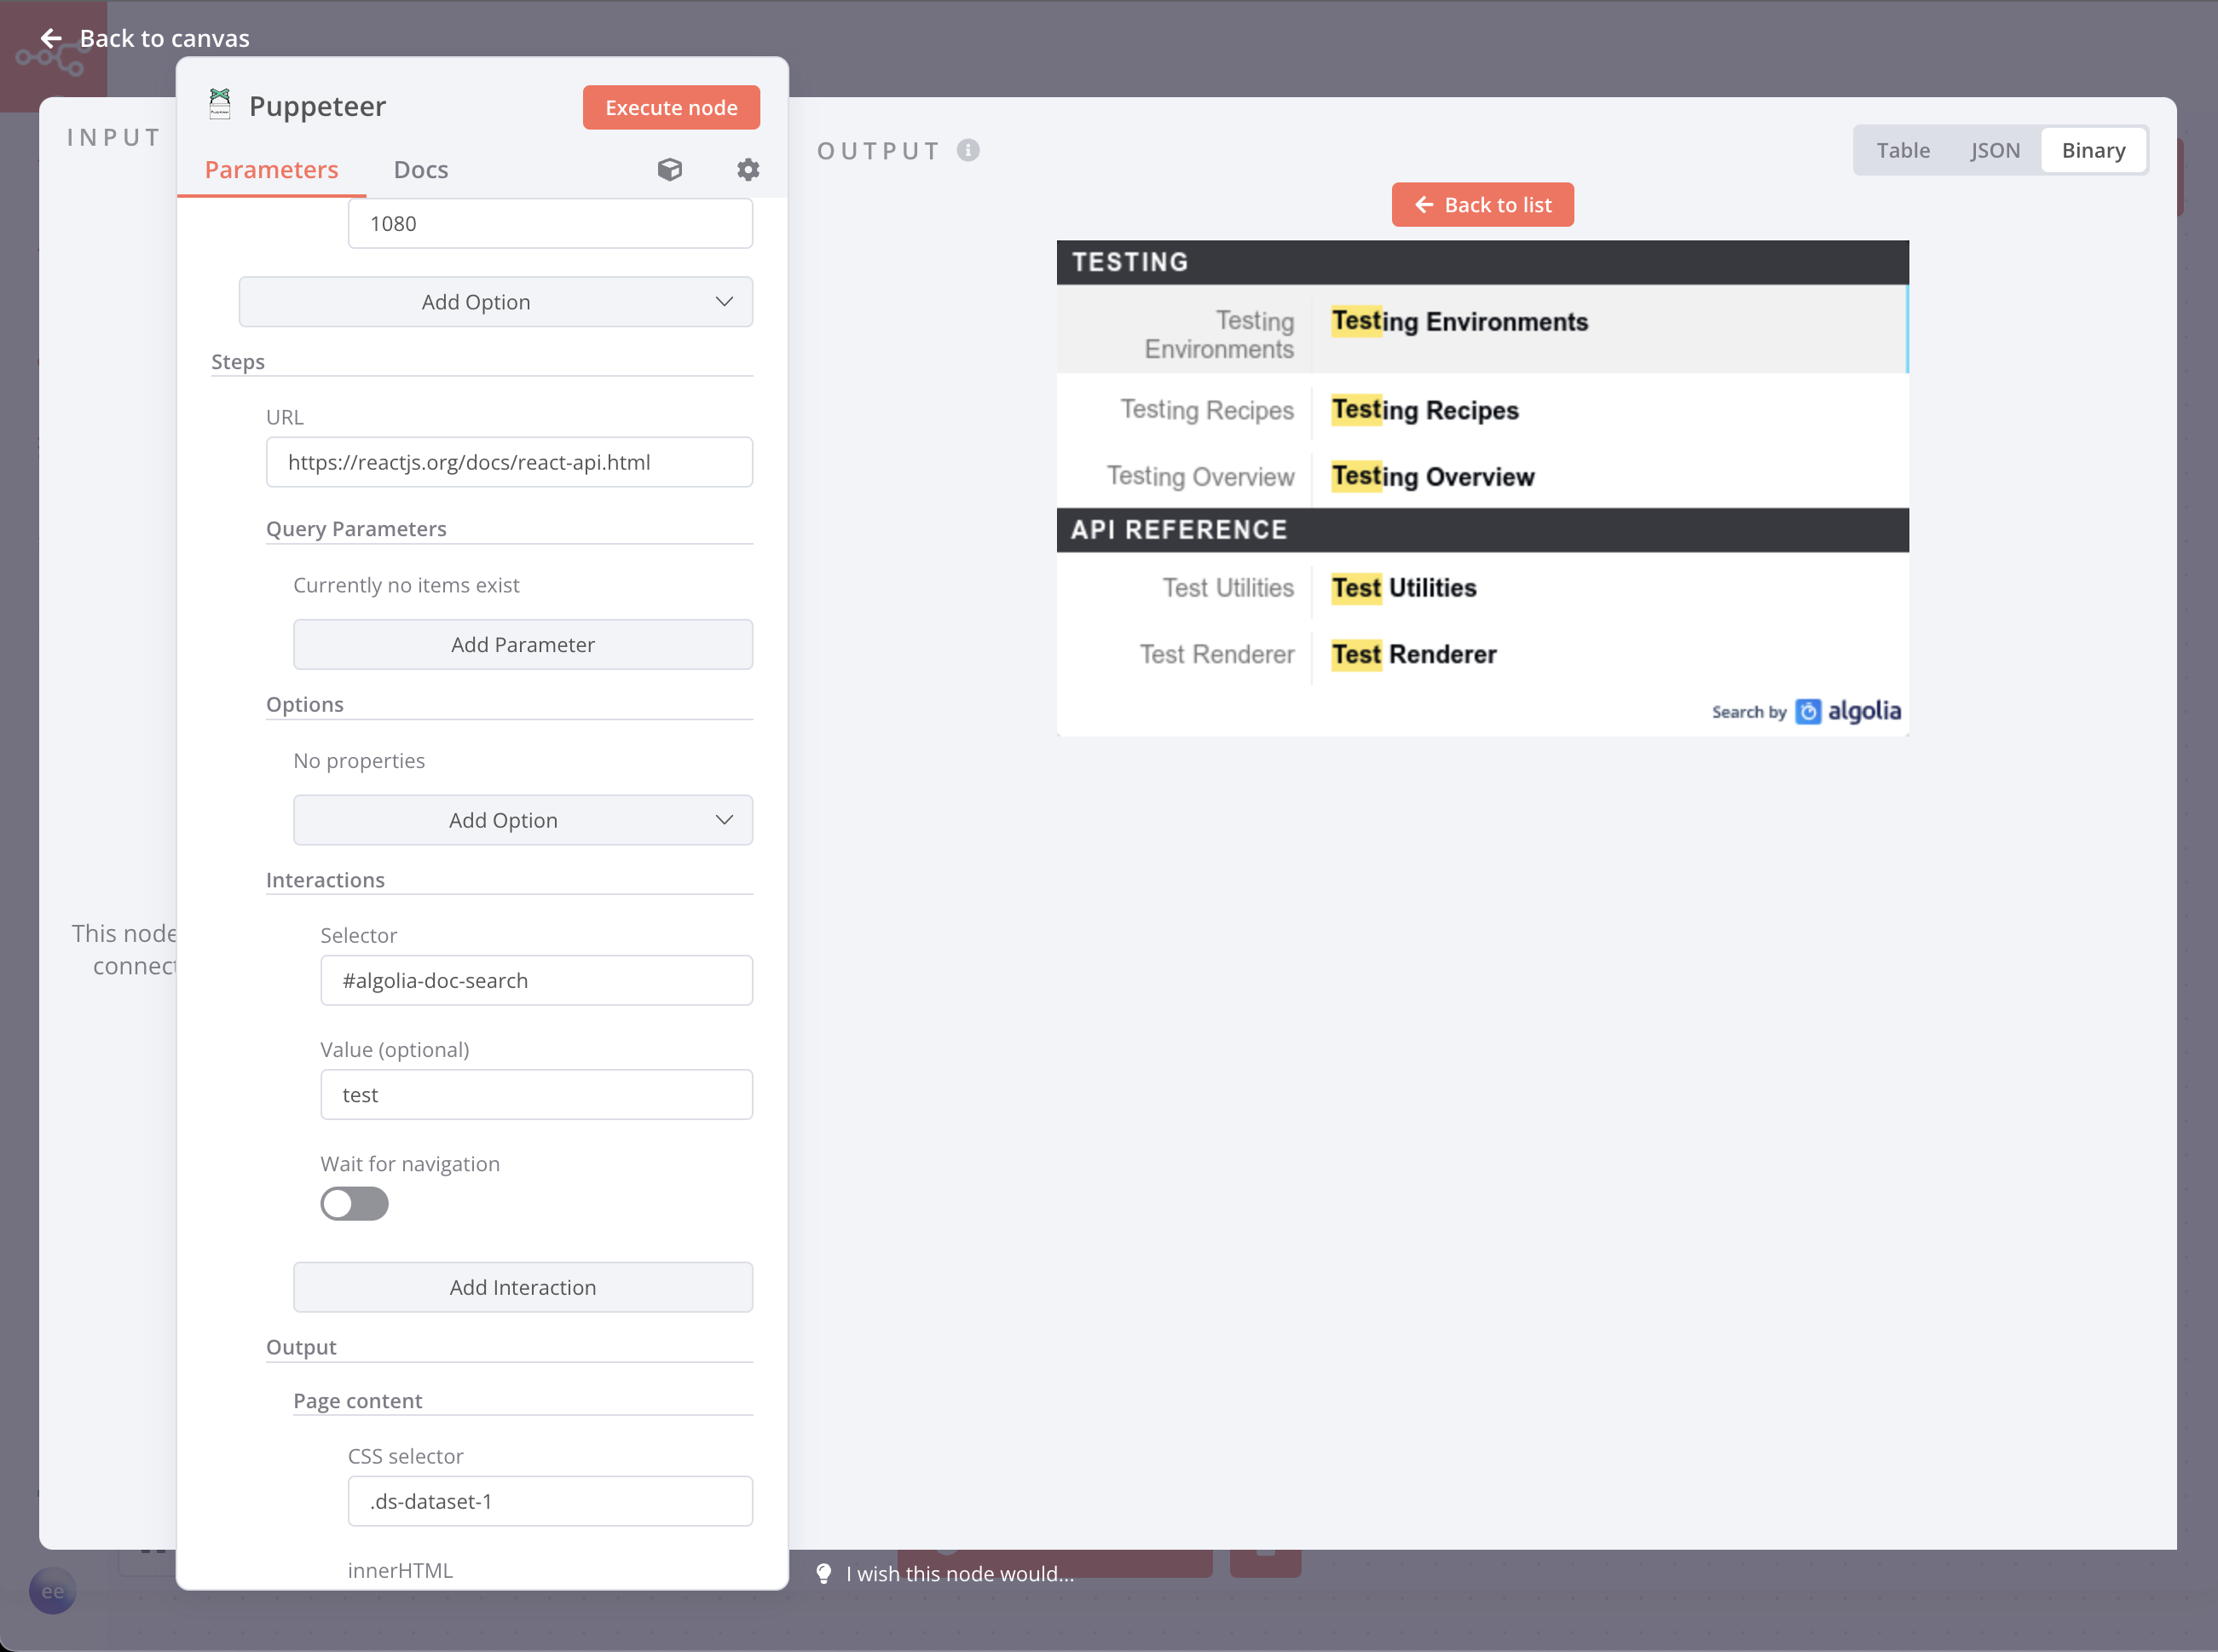 Back to canvas
INPUT
This node
connect
Puppeteer
Execute node
Parameters
Docs
1080
Add Option
Steps
URL
https://reactjs.org/docs/react-api.html
Query Parameters
Currently no items exist
Add Parameter
Options
No properties
Add Option
Interactions
Selector
#algolia-doc-search
Value (optional)
test
Wait for navigation
Add Interaction
Output
Page content
CSS selector
.ds-dataset-1
innerHTML
OUTPUT
Table JSON Binary
Back to list
TESTING
Testing
Environments
Testing Environments
Testing Recipes Testing Recipes
Testing Overview Testing Overview
API REFERENCE
Test Utilities Test Utilities
Test Renderer Test Renderer
Search by algolia
I wish this node would...
ee